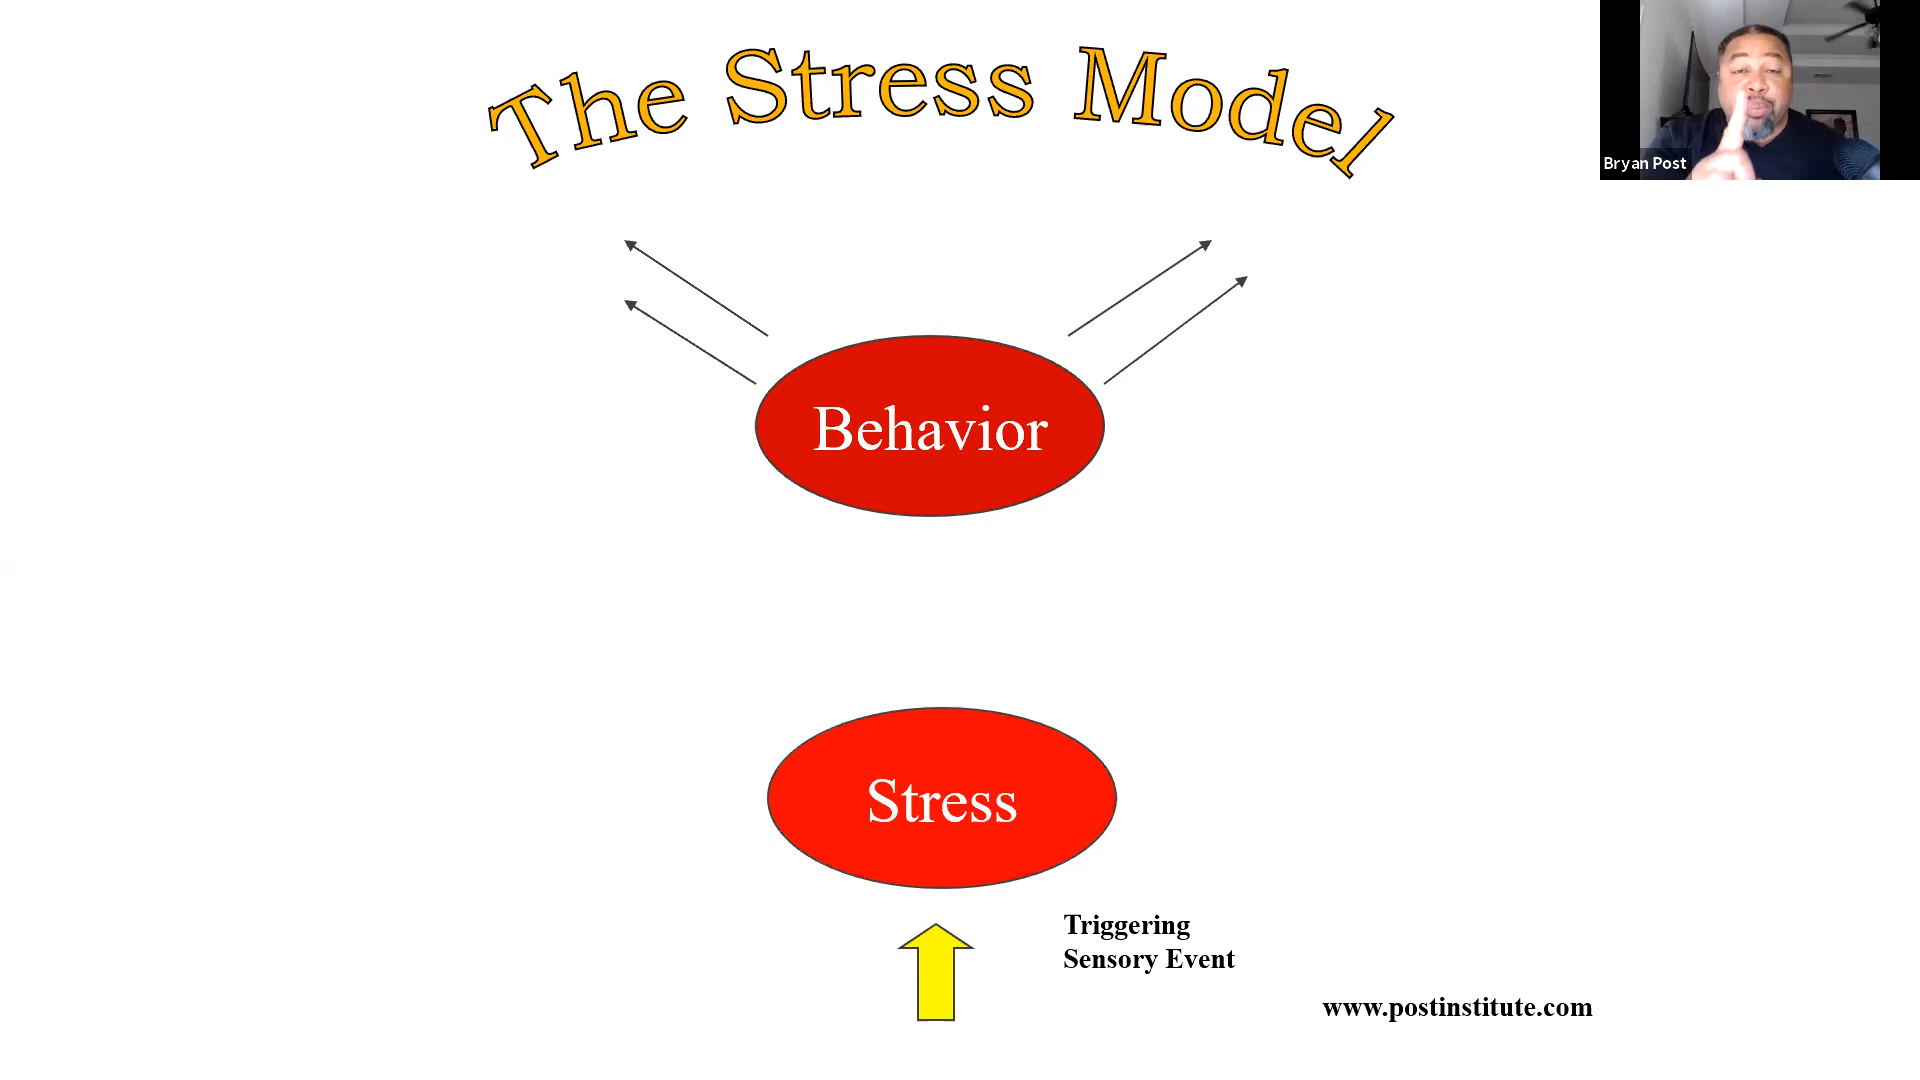 The Stress Model
Bryan Post
Behavior
Stress
Triggering
Sensory Event
www.postinstitute.com